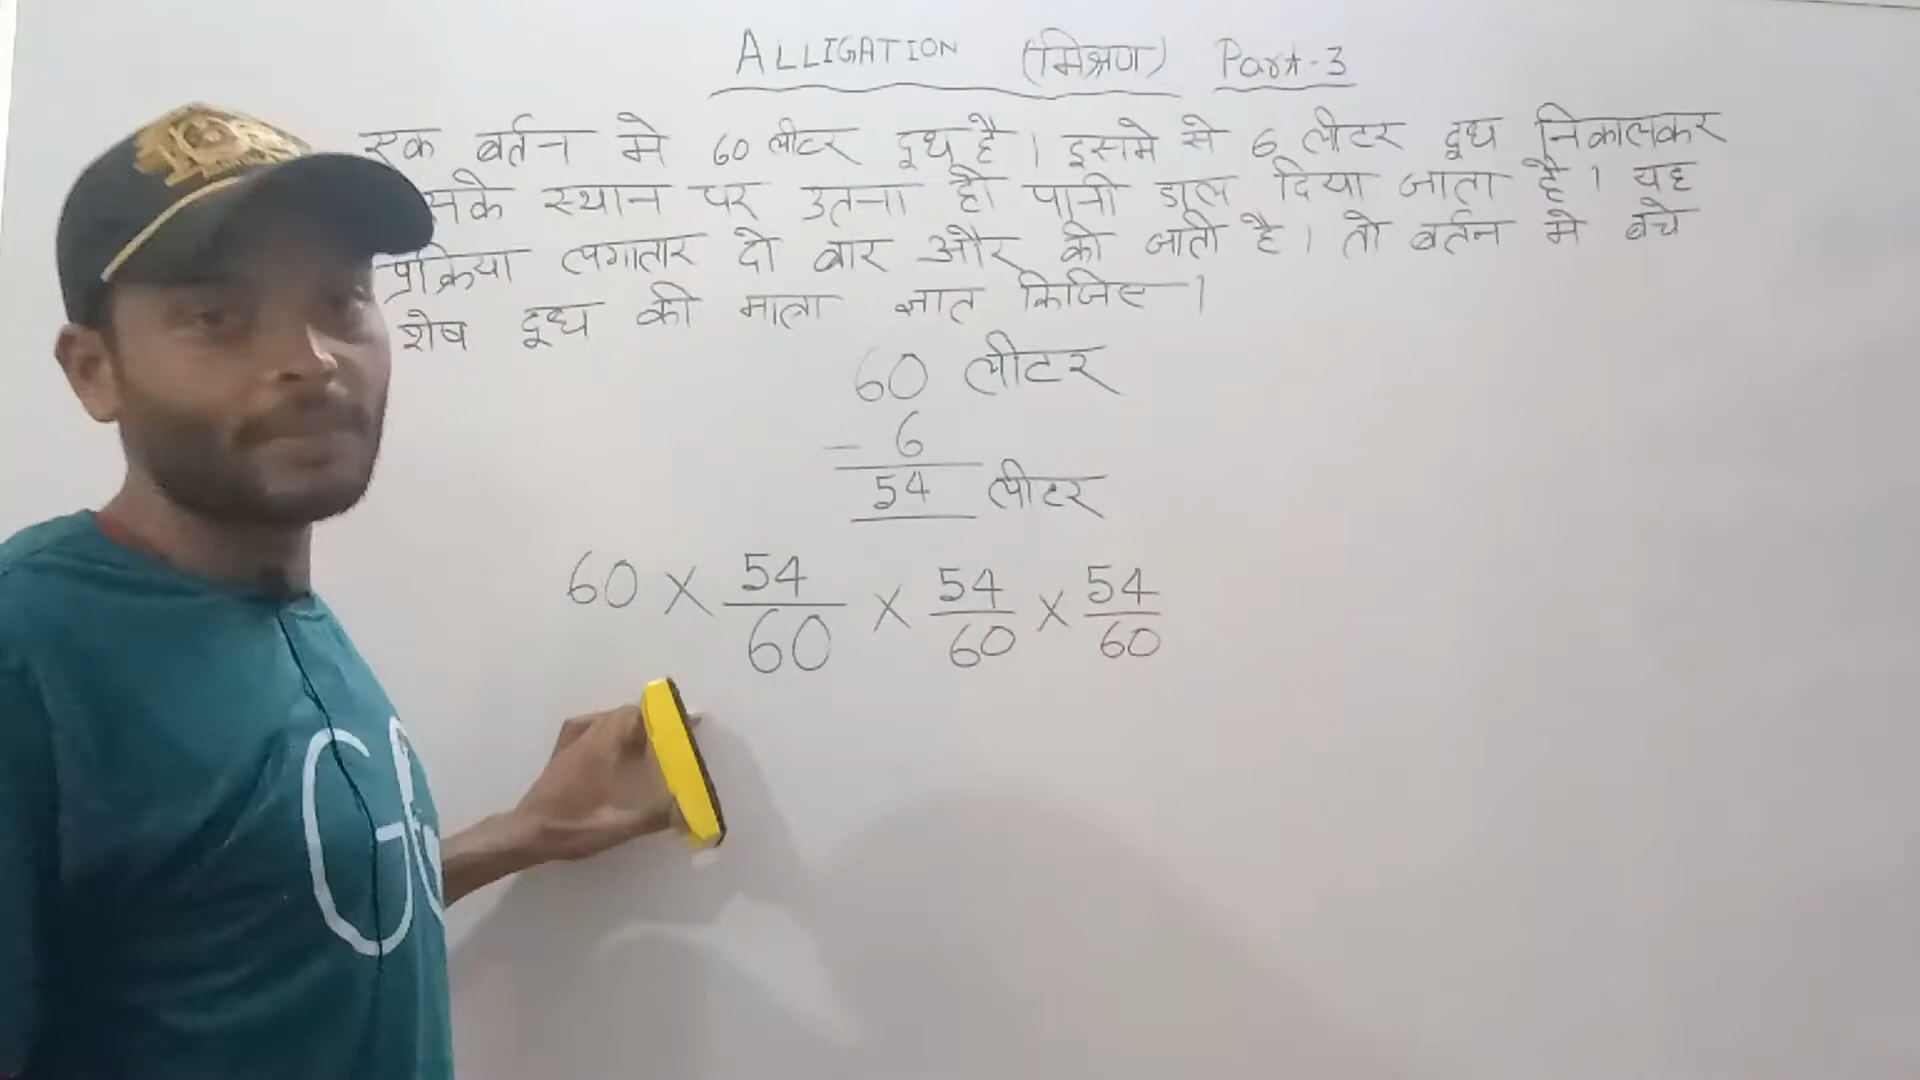 ALLIGATION (मिश्रण) Part-3
एक बर्तन मे 60 लीटर दूध है। इसमे से 6 लीटर दूध निकालकर
सके स्थान पर उतना ही पानी डाल दिया जाता है। यह
प्रक्रिया लगातार दो बार और की जाती है। तो बर्तन मे बचे
शेष दूध की मात्रा ज्ञात किजिए।
60 लीटर
- 6
54 लीटर
60 × 54/60 × 54/60 × 54/60